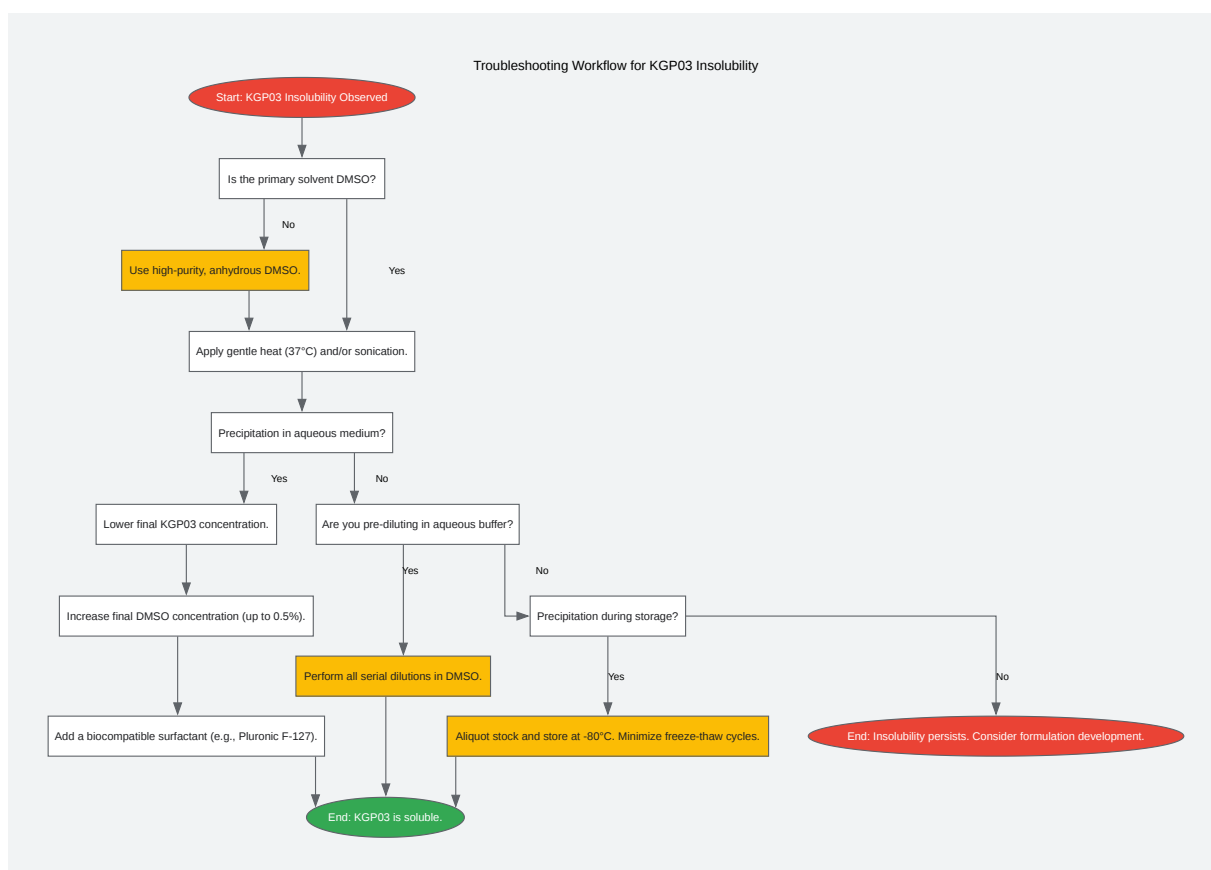 Troubleshooting Workflow for KGP03 Insolubility
Start: KGP03 Insolubility Observed
Is the primary solvent DMSO?
No
Use high-purity, anhydrous DMSO.
Yes
Apply gentle heat (37°C) and/or sonication.
Precipitation in aqueous medium?
Yes
No
Lower final KGP03 concentration.
Are you pre-diluting in aqueous buffer?
Yes
No
Increase final DMSO concentration (up to 0.5%).
Precipitation during storage?
Perform all serial dilutions in DMSO.
Yes
No
Add a biocompatible surfactant (e.g., Pluronic F-127).
Aliquot stock and store at -80°C. Minimize freeze-thaw cycles.
End: Insolubility persists. Consider formulation development.
End: KGP03 is soluble.